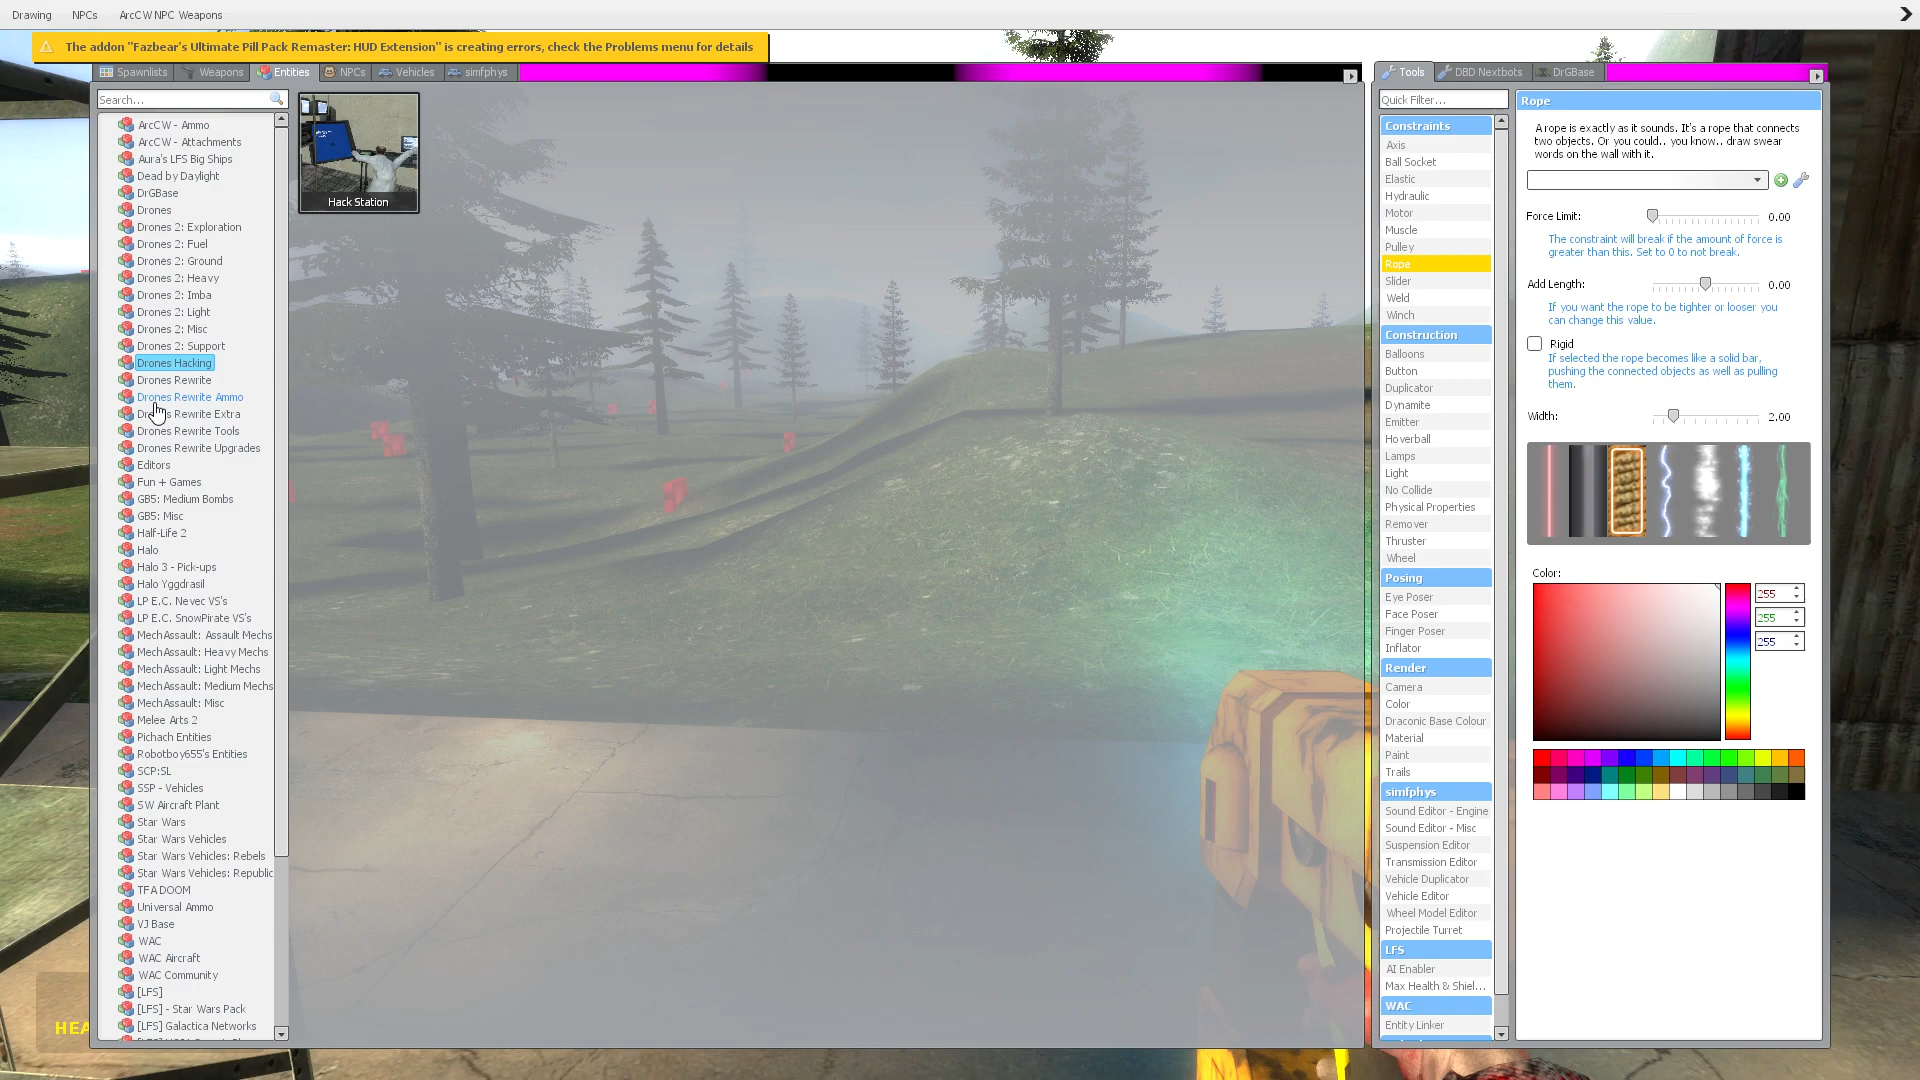 Drawing NPCs ArcCW NPC Weapons
The addon "Fazbear's Ultimate Pill Pack Remaster: HUD Extension" is creating errors, check the Problems menu for details
Spawnlists Weapons Entities NPCs Vehicles simfphys
Search...
ArcCW - Ammo
ArcCW - Attachments
Aura's LFS Big Ships
Dead by Daylight
DrGBase
Drones
Drones 2: Exploration
Drones 2: Fuel
Drones 2: Ground
Drones 2: Heavy
Drones 2: Imba
Drones 2: Light
Drones 2: Misc
Drones 2: Support
Drones Hacking
Drones Rewrite
Drones Rewrite Ammo
Drones Rewrite Extra
Drones Rewrite Tools
Drones Rewrite Upgrades
Editors
Fun + Games
GB5: Medium Bombs
GB5: Misc
Half-Life 2
Halo
Halo 3 - Pick-ups
Halo Yggdrasil
LP E.C. Nevec VS's
LP E.C. SnowPirate VS's
MechAssault: Assault Mechs
MechAssault: Heavy Mechs
MechAssault: Light Mechs
MechAssault: Medium Mechs
MechAssault: Misc
Melee Arts 2
Pichach Entities
Robotboy655's Entities
SCP:SL
SSP - Vehicles
SW Aircraft Plant
Star Wars
Star Wars Vehicles
Star Wars Vehicles: Rebels
Star Wars Vehicles: Republic
TFA DOOM
Universal Ammo
VJ Base
WAC
WAC Aircraft
WAC Community
[LFS]
[LFS] - Star Wars Pack
[LFS] Galactica Networks
HEA
Hack Station
Tools DBD Nextbots DrGBase
Quick Filter...
Constraints
Axis
Ball Socket
Elastic
Hydraulic
Motor
Muscle
Pulley
Rope
Slider
Weld
Winch
Construction
Balloons
Button
Duplicator
Dynamite
Emitter
Hoverball
Lamps
Light
No Collide
Physical Properties
Remover
Thruster
Wheel
Posing
Eye Poser
Face Poser
Finger Poser
Inflator
Render
Camera
Color
Draconic Base Colour
Material
Paint
Trails
simfphys
Sound Editor - Engine
Sound Editor - Misc
Suspension Editor
Transmission Editor
Vehicle Duplicator
Vehicle Editor
Wheel Model Editor
Projectile Turret
LFS
AI Enabler
Max Health & Shiel...
WAC
Entity Linker
Rope
A rope is exactly as it sounds. It's a rope that connects
two objects. Or you could.. you know.. draw swear
words on the wall with it.
Force Limit: 0.00
The constraint will break if the amount of force is
greater than this. Set to 0 to not break.
Add Length: 0.00
If you want the rope to be tighter or looser you
can change this value.
Rigid
If selected the rope becomes like a solid bar,
pushing the connected objects as well as pulling
them.
Width: 2.00
Color:
255
255
255